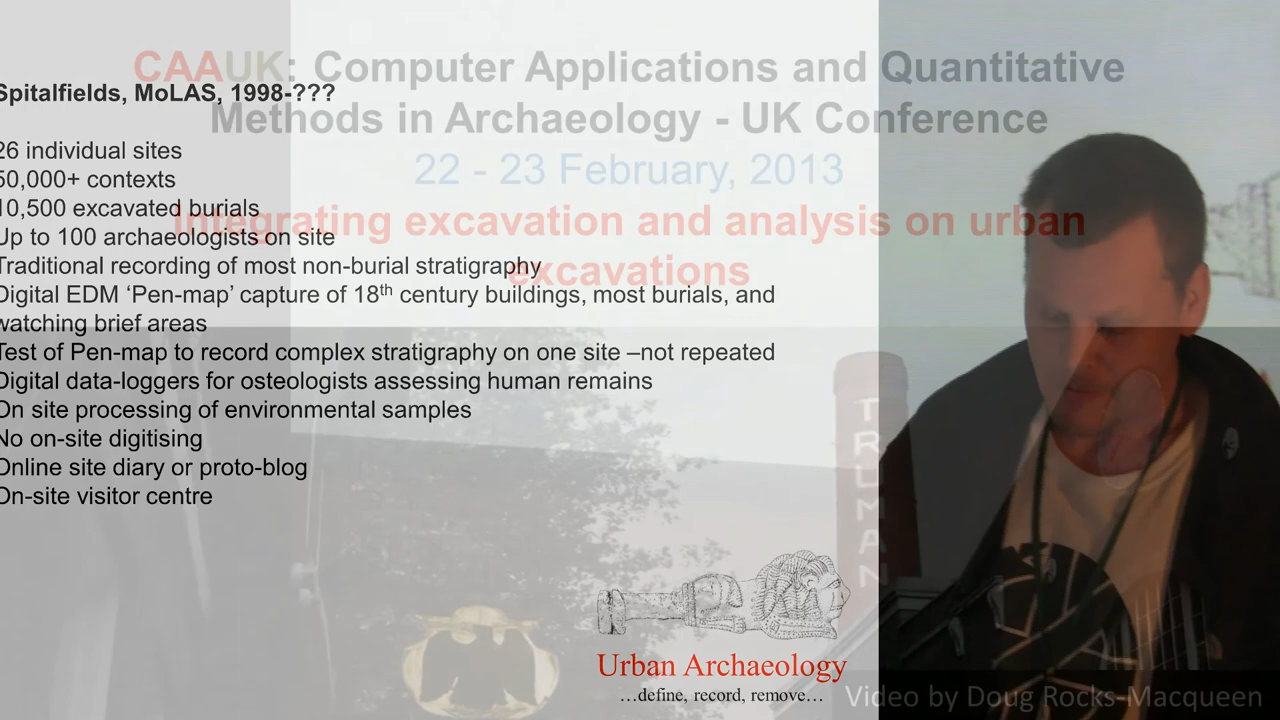 CAAUK: Computer Applications and Quantitative
Methods in Archaeology - UK Conference
22 - 23 February, 2013
Integrating excavation and analysis on urban
excavations
Spitalfields, MoLAS, 1998-???
26 individual sites
50,000+ contexts
10,500 excavated burials
Up to 100 archaeologists on site
Traditional recording of most non-burial stratigraphy
Digital EDM ‘Pen-map’ capture of 18th century buildings, most burials, and
watching brief areas
Test of Pen-map to record complex stratigraphy on one site –not repeated
Digital data-loggers for osteologists assessing human remains
On site processing of environmental samples
No on-site digitising
Online site diary or proto-blog
On-site visitor centre
TRUMAN
Urban Archaeology
…define, record, remove…
Video by Doug Rocks-Macqueen